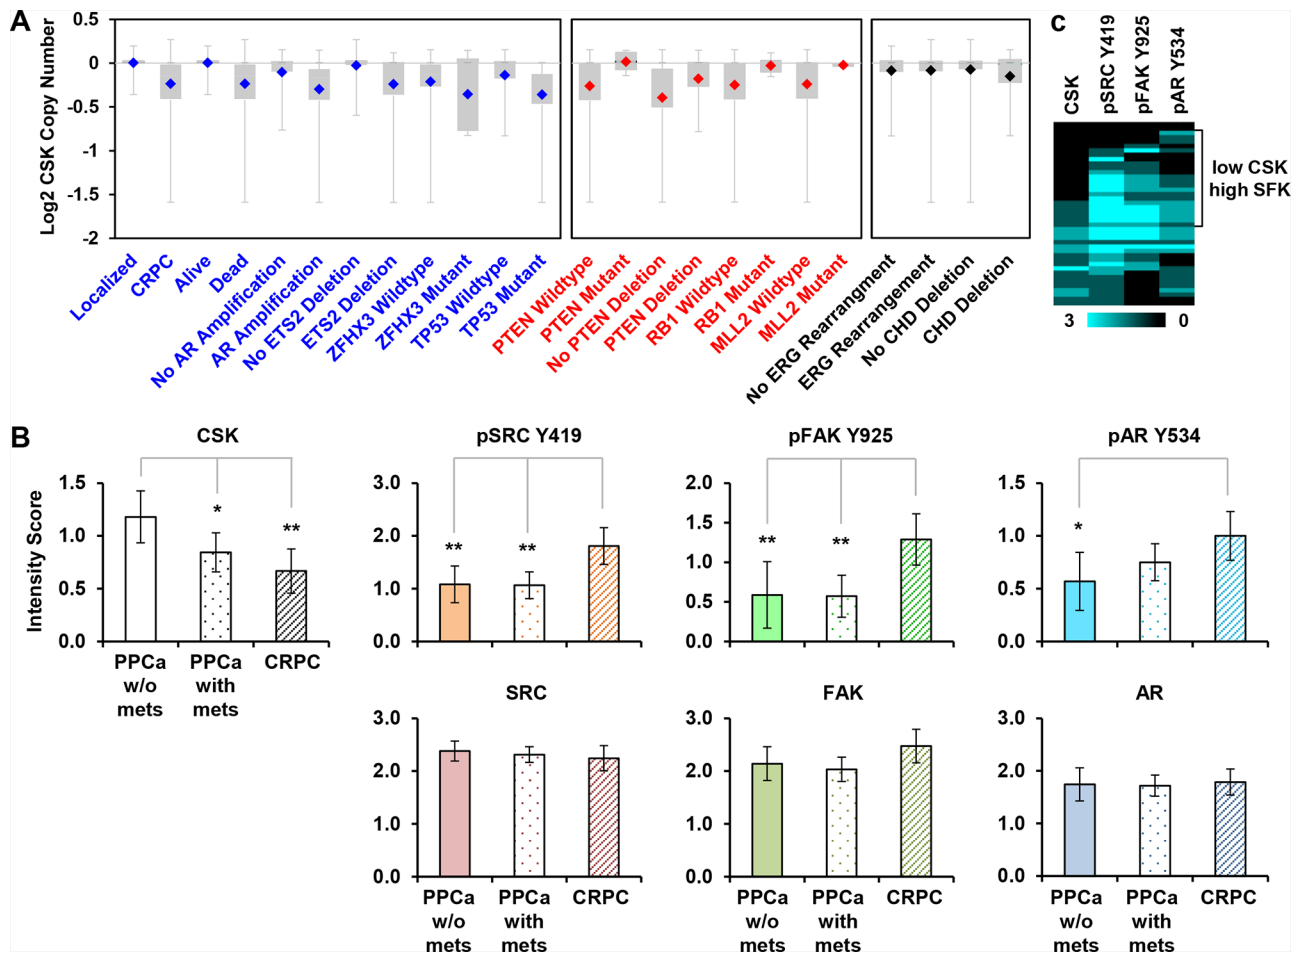 A
Log2 CSK Copy Number
0.5
0
-0.5
-1
-1.5
-2
Localized
CRPC
Alive
Dead
No AR Amplification
AR Amplification
No ETS2 Deletion
ETS2 Deletion
ZFHX3 Wildtype
ZFHX3 Mutant
TP53 Wildtype
TP53 Mutant
PTEN Wildtype
PTEN Mutant
No PTEN Deletion
PTEN Deletion
RB1 Wildtype
RB1 Mutant
MLL2 Wildtype
MLL2 Mutant
No ERG Rearrangment
ERG Rearrangement
No CHD Deletion
CHD Deletion
C
CSK
pSRC Y419
pFAK Y925
pAR Y534
low CSK
high SFK
3
0
B
CSK
Intensity Score
1.5
1.0
0.5
0.0
*
**
PPCa
w/o
mets
PPCa
with
mets
CRPC
pSRC Y419
3.0
2.0
1.0
0.0
**
**
pFAK Y925
2.0
1.5
1.0
0.5
0.0
**
**
pAR Y534
1.5
1.0
0.5
0.0
*
SRC
3.0
2.0
1.0
0.0
PPCa
w/o
mets
PPCa
with
mets
CRPC
FAK
3.0
2.0
1.0
0.0
PPCa
w/o
mets
PPCa
with
mets
CRPC
AR
3.0
2.0
1.0
0.0
PPCa
w/o
mets
PPCa
with
mets
CRPC